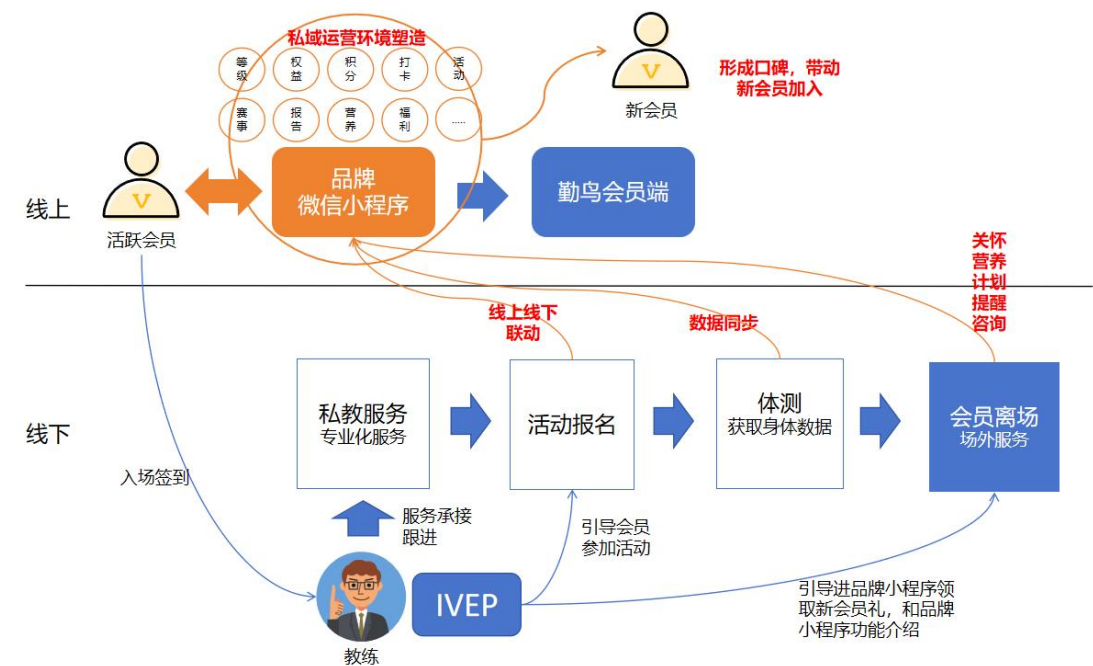 私域运营环境塑造
等级
权益
积分
打卡
活动
赛事
报告
营养
福利
.....
新会员
形成口碑，带动
新会员加入
线上
活跃会员
品牌
微信小程序
勤鸟会员端
关怀
营养
计划
提醒
咨询
线上线下
联动
数据同步
线下
私教服务
专业化服务
活动报名
体测
获取身体数据
会员离场
场外服务
入场签到
服务承接
跟进
引导会员
参加活动
IVEP
引导进品牌小程序领
取新会员礼，和品牌
小程序功能介绍
教练